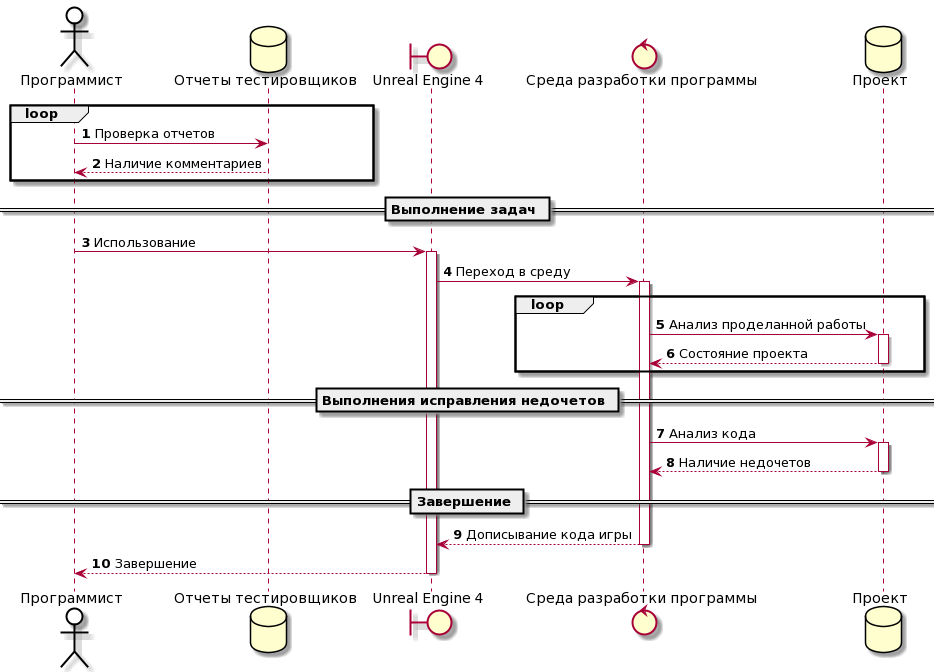 Программист
Отчеты тестировщиков
Unreal Engine 4
Среда разработки программы
Проект
loop
1 Проверка отчетов
2 Наличие комментариев
Выполнение задач
3 Использование
4 Переход в среду
loop
5 Анализ проделанной работы
6 Состояние проекта
Выполнения исправления недочетов
7 Анализ кода
8 Наличие недочетов
Завершение
9 Дописывание кода игры
10 Завершение
Программист
Отчеты тестировщиков
Unreal Engine 4
Среда разработки программы
Проект